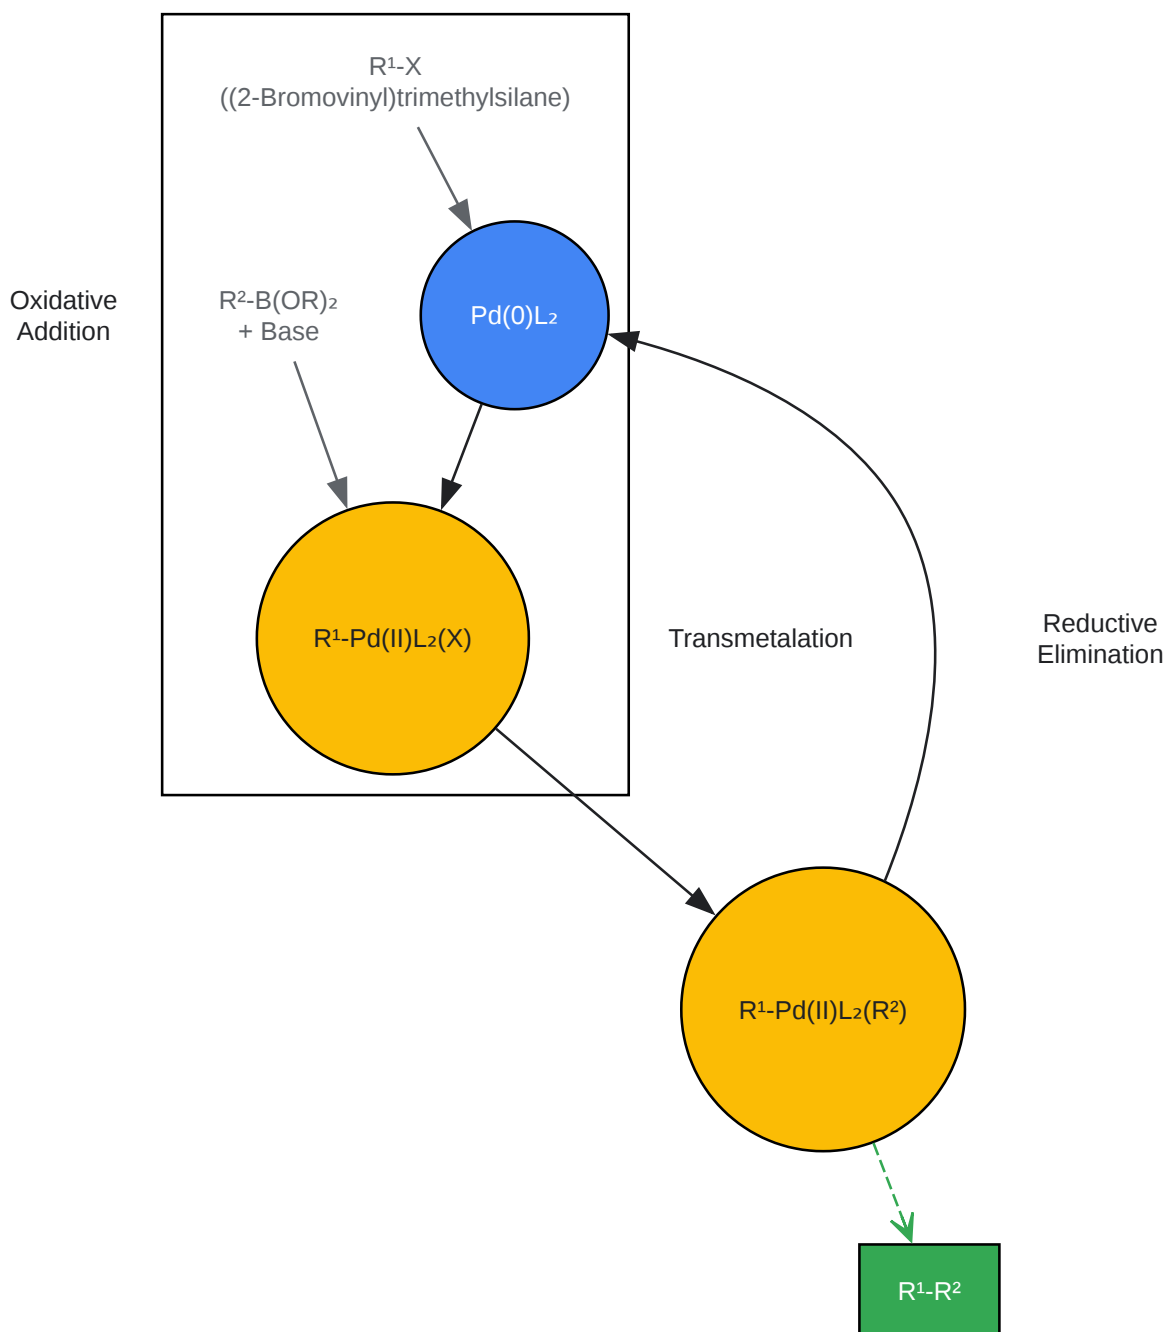 R¹-X
((2-Bromovinyl)trimethylsilane)
Oxidative
Addition
R²-B(OR)₂
+ Base
Pd(0)L₂
R¹-Pd(II)L₂(X)
Transmetalation
Reductive
Elimination
R¹-Pd(II)L₂(R²)
R¹-R²